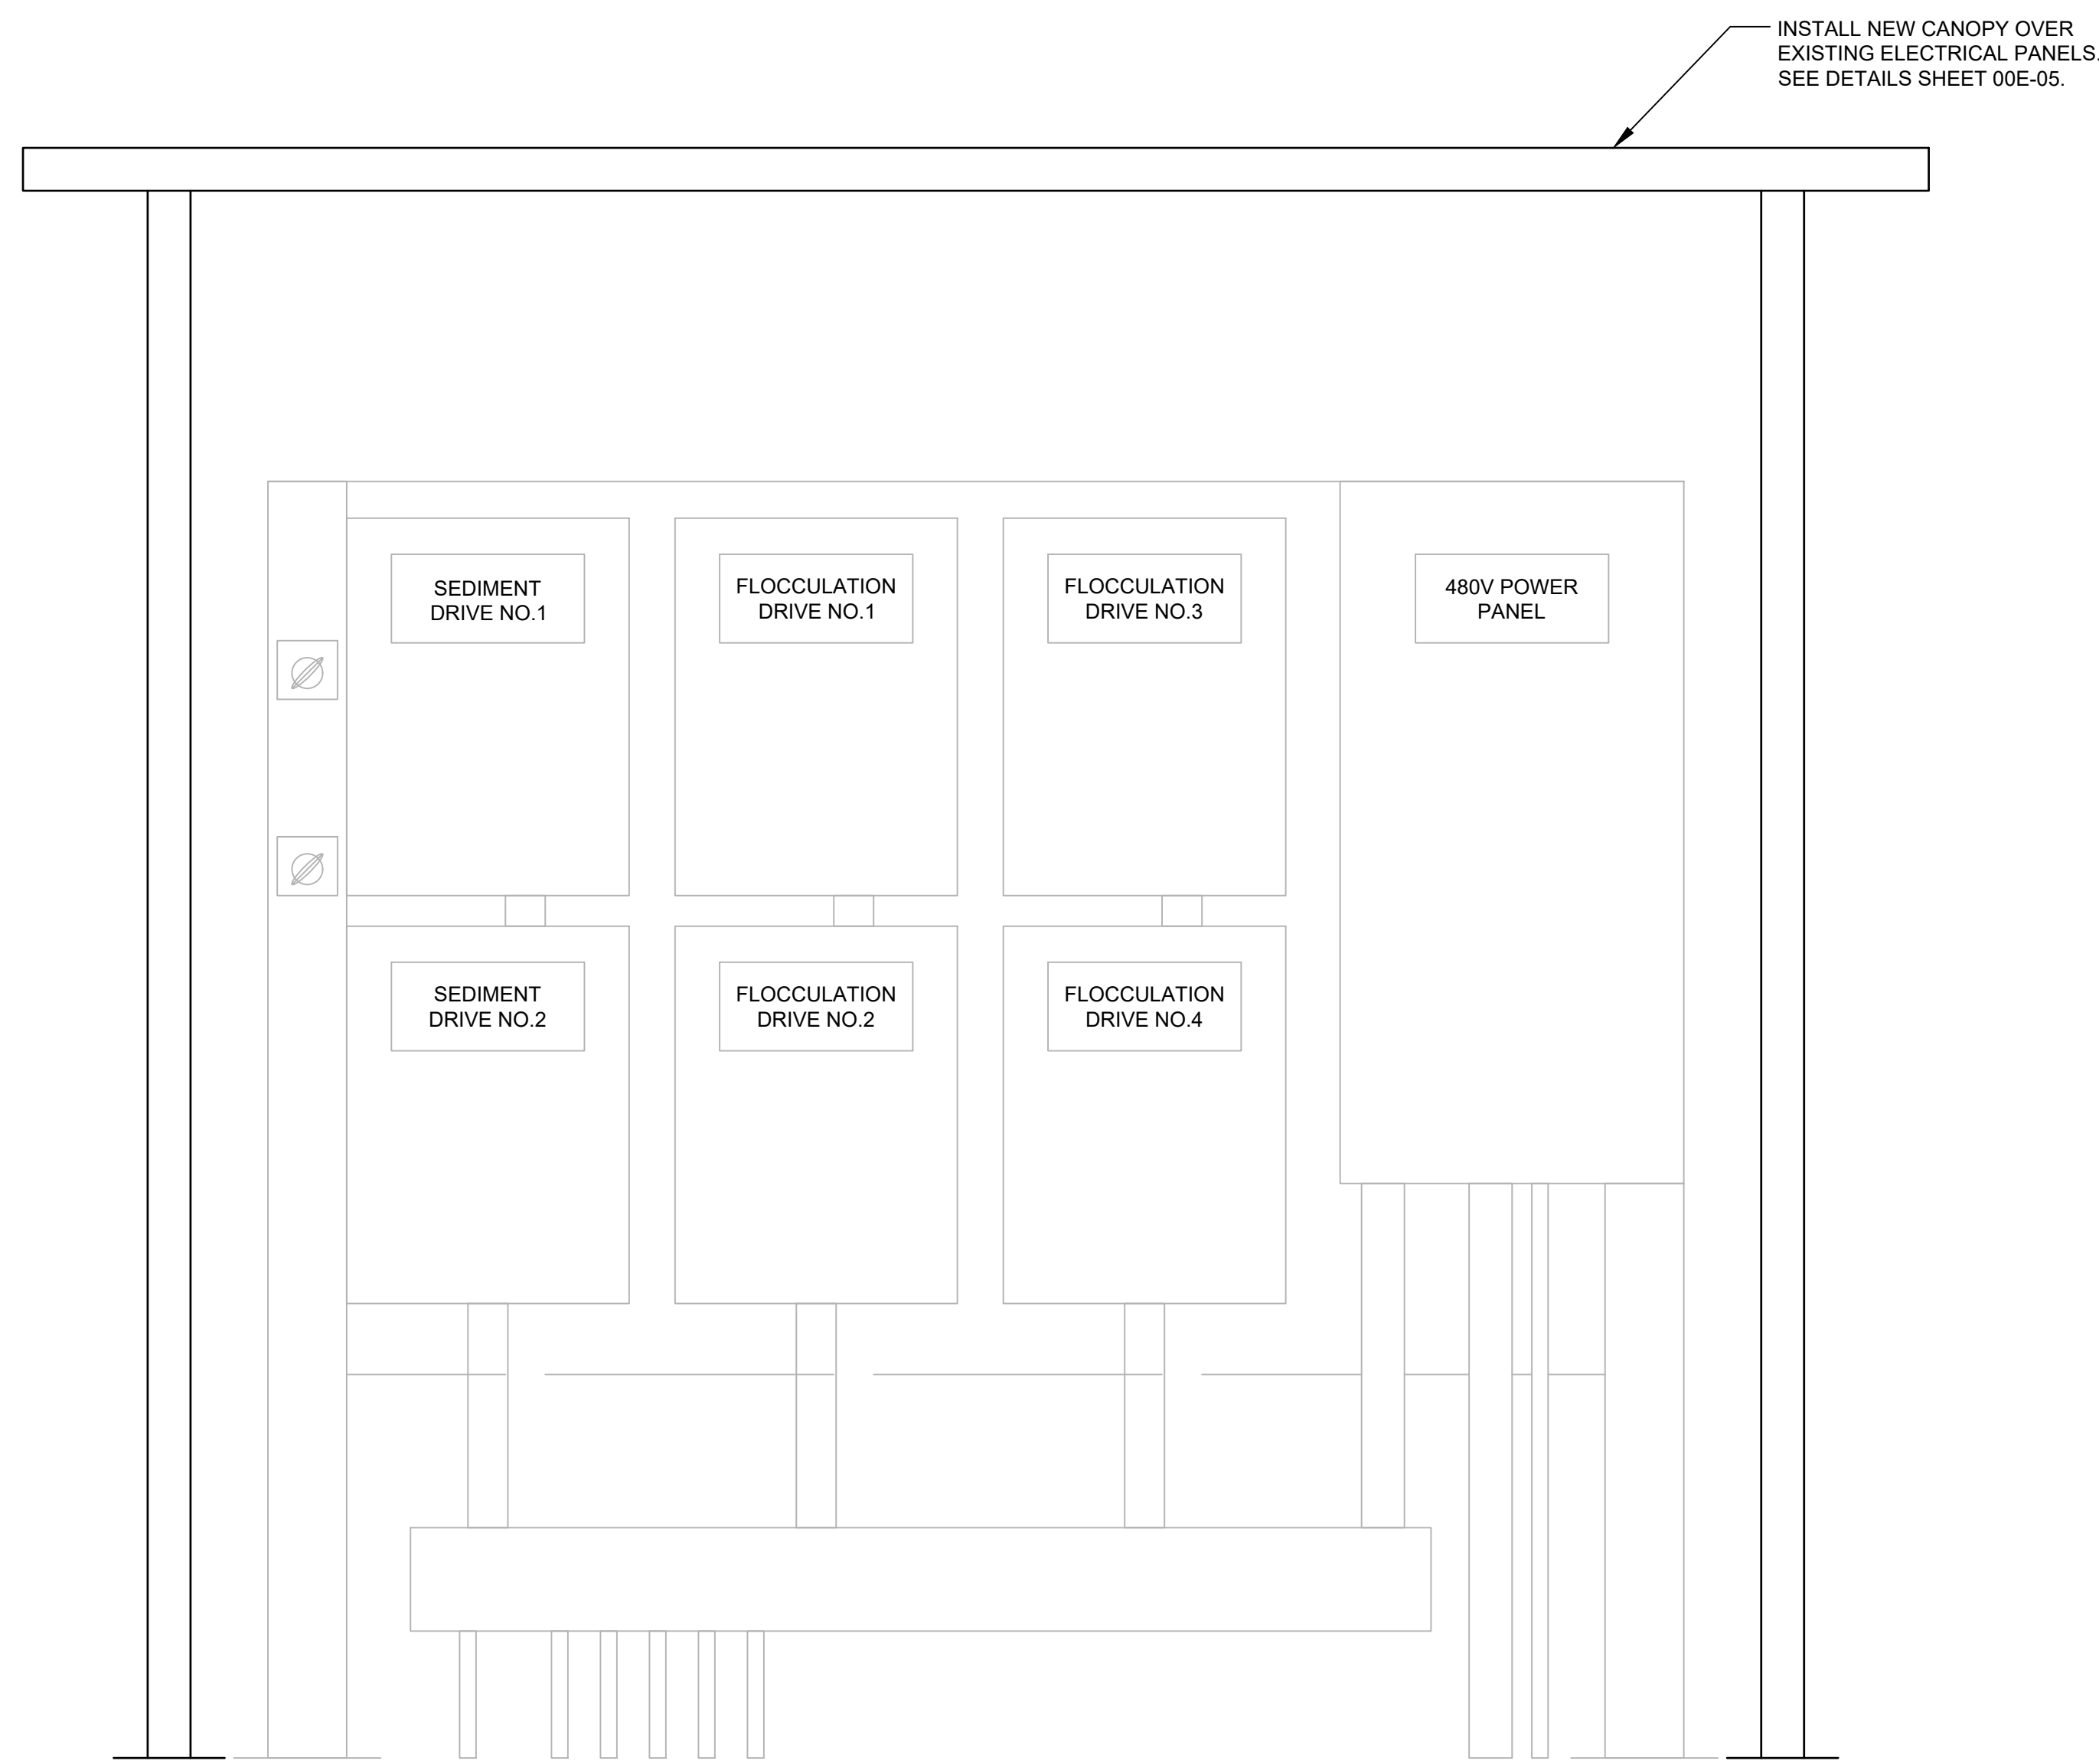 INSTALL NEW CANOPY OVER
EXISTING ELECTRICAL PANELS.
SEE DETAILS SHEET 00E-05.
SEDIMENT
DRIVE NO.1
FLOCCULATION
DRIVE NO.1
FLOCCULATION
DRIVE NO.3
480V POWER
PANEL
SEDIMENT
DRIVE NO.2
FLOCCULATION
DRIVE NO.2
FLOCCULATION
DRIVE NO.4